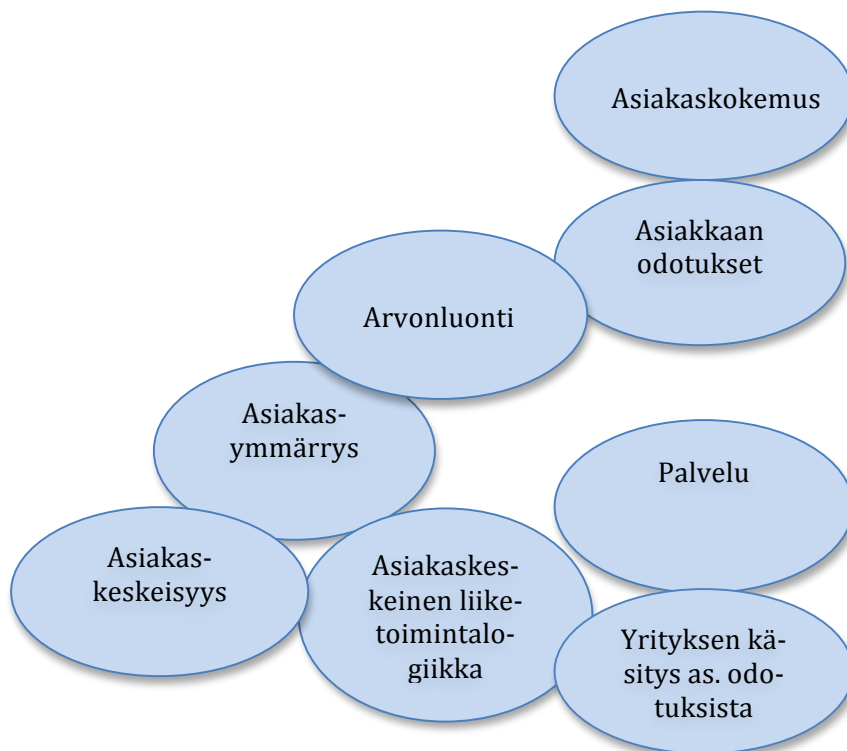 Asiakaskokemus
Asiakkaan
odotukset
Arvonluonti
Asiakas-
ymmärrys
Palvelu
Asiakas-
keskeisyys
Asiakaskes-
keinen liike-
toimintalo-
giikka
Yrityksen kä-
sitys as. odo-
tuksista